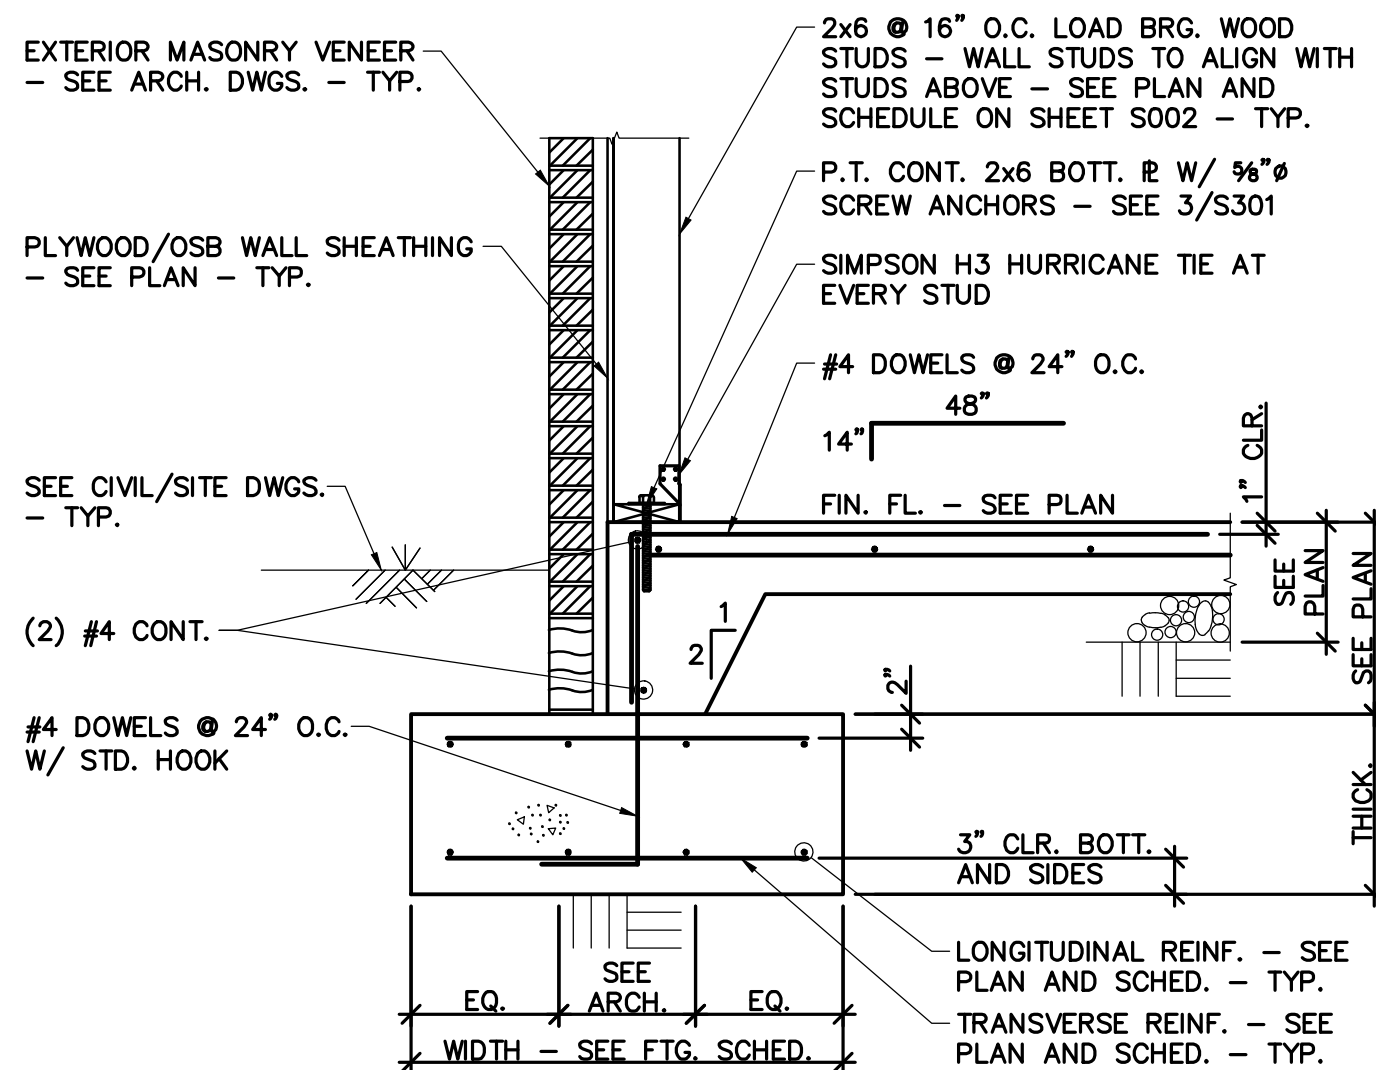 EXTERIOR MASONRY VENEER
– SEE ARCH. DWGS. – TYP.
2x6 @ 16” O.C. LOAD BRG. WOOD
STUDS – WALL STUDS TO ALIGN WITH
STUDS ABOVE – SEE PLAN AND
SCHEDULE ON SHEET S002 – TYP.
P.T. CONT. 2x6 BOTT. ⅊ W/ ⅝”ø
SCREW ANCHORS – SEE 3/S301
PLYWOOD/OSB WALL SHEATHING
– SEE PLAN – TYP.
SIMPSON H3 HURRICANE TIE AT
EVERY STUD
#4 DOWELS @ 24” O.C.
48”
14”
1” CLR.
SEE CIVIL/SITE DWGS.
– TYP.
FIN. FL. – SEE PLAN
SEE
PLAN
SEE PLAN
(2) #4 CONT.
1
2
2”
#4 DOWELS @ 24” O.C.
W/ STD. HOOK
THICK.
3” CLR. BOTT.
AND SIDES
LONGITUDINAL REINF. – SEE
PLAN AND SCHED. – TYP.
EQ.
SEE
ARCH.
EQ.
TRANSVERSE REINF. – SEE
PLAN AND SCHED. – TYP.
WIDTH – SEE FTG. SCHED.